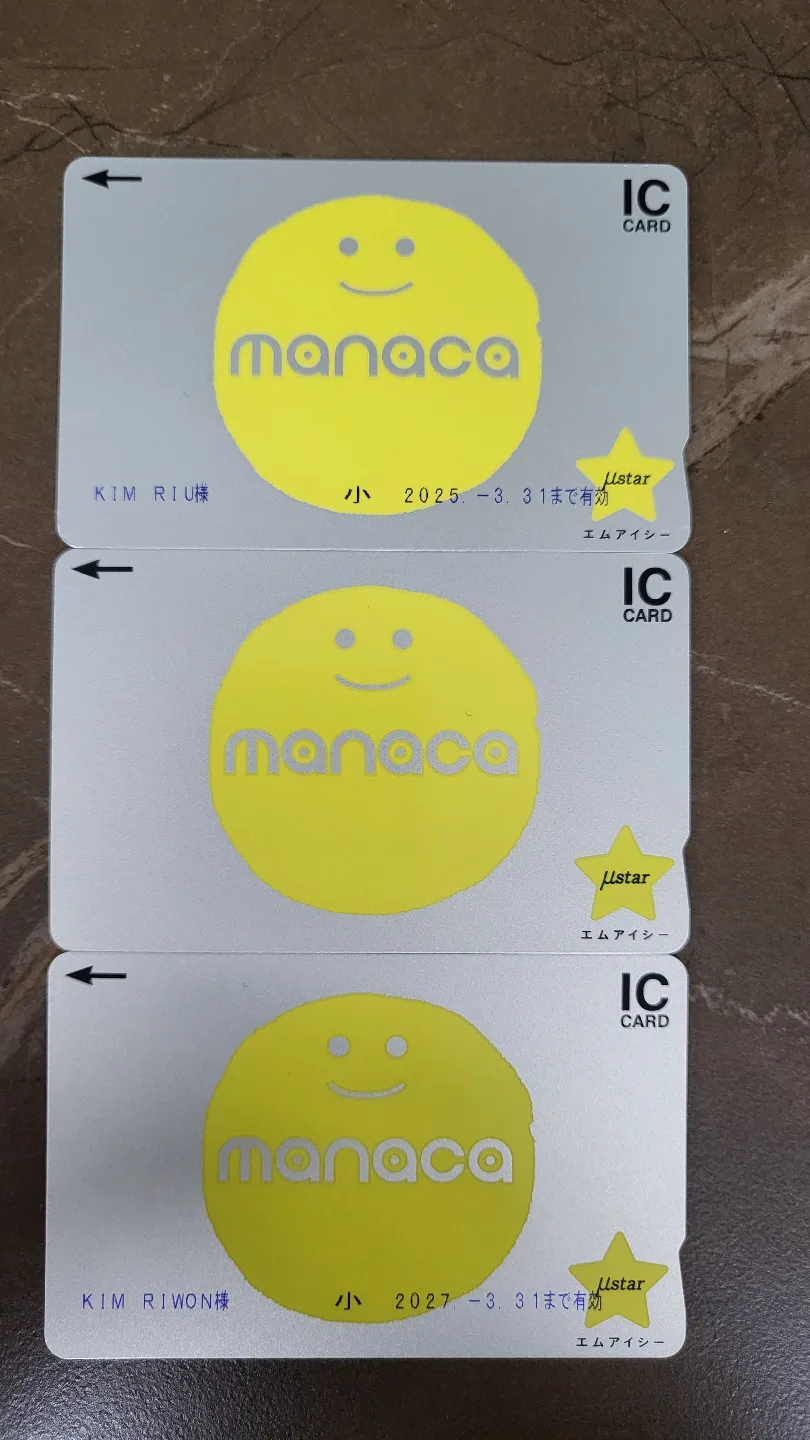 IC
CARD
manaca
μstar
KIM RIU様 小 2025.-3.31まで有効
エムアイシー
IC
CARD
manaca
μstar
エムアイシー
IC
CARD
manaca
μstar
KIM RIWON様 小 2027.-3.31まで有効
エムアイシー